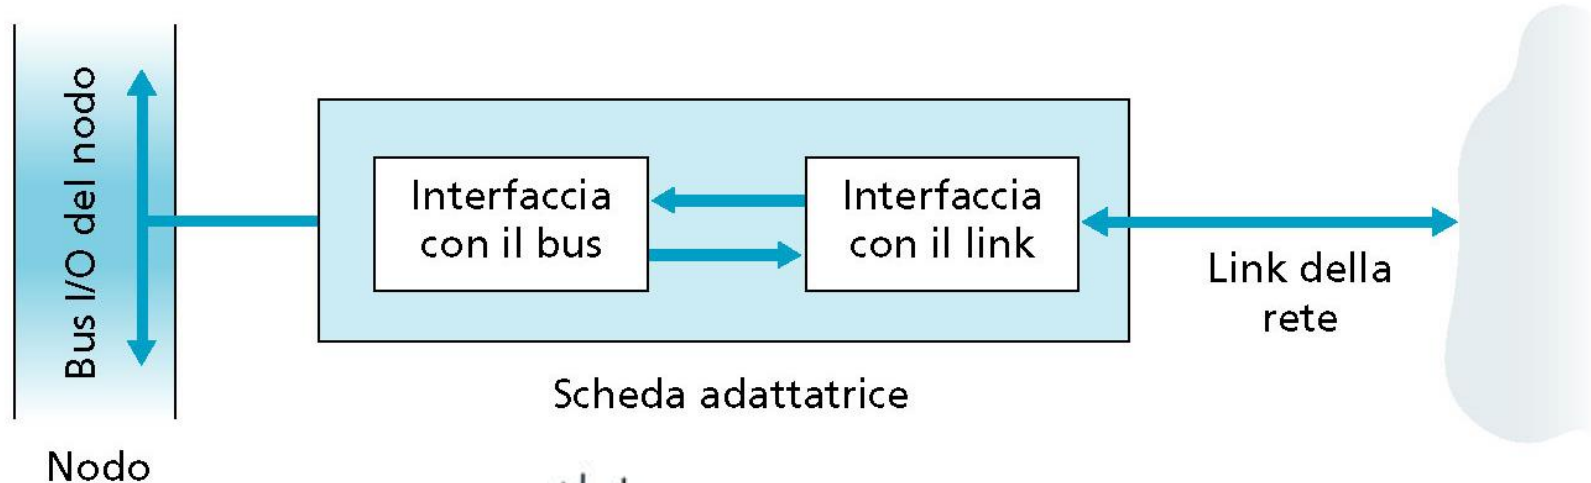 Bus I/O del nodo
Interfaccia
con il bus
Interfaccia
con il link
Link della
rete
Scheda adattatrice
Nodo